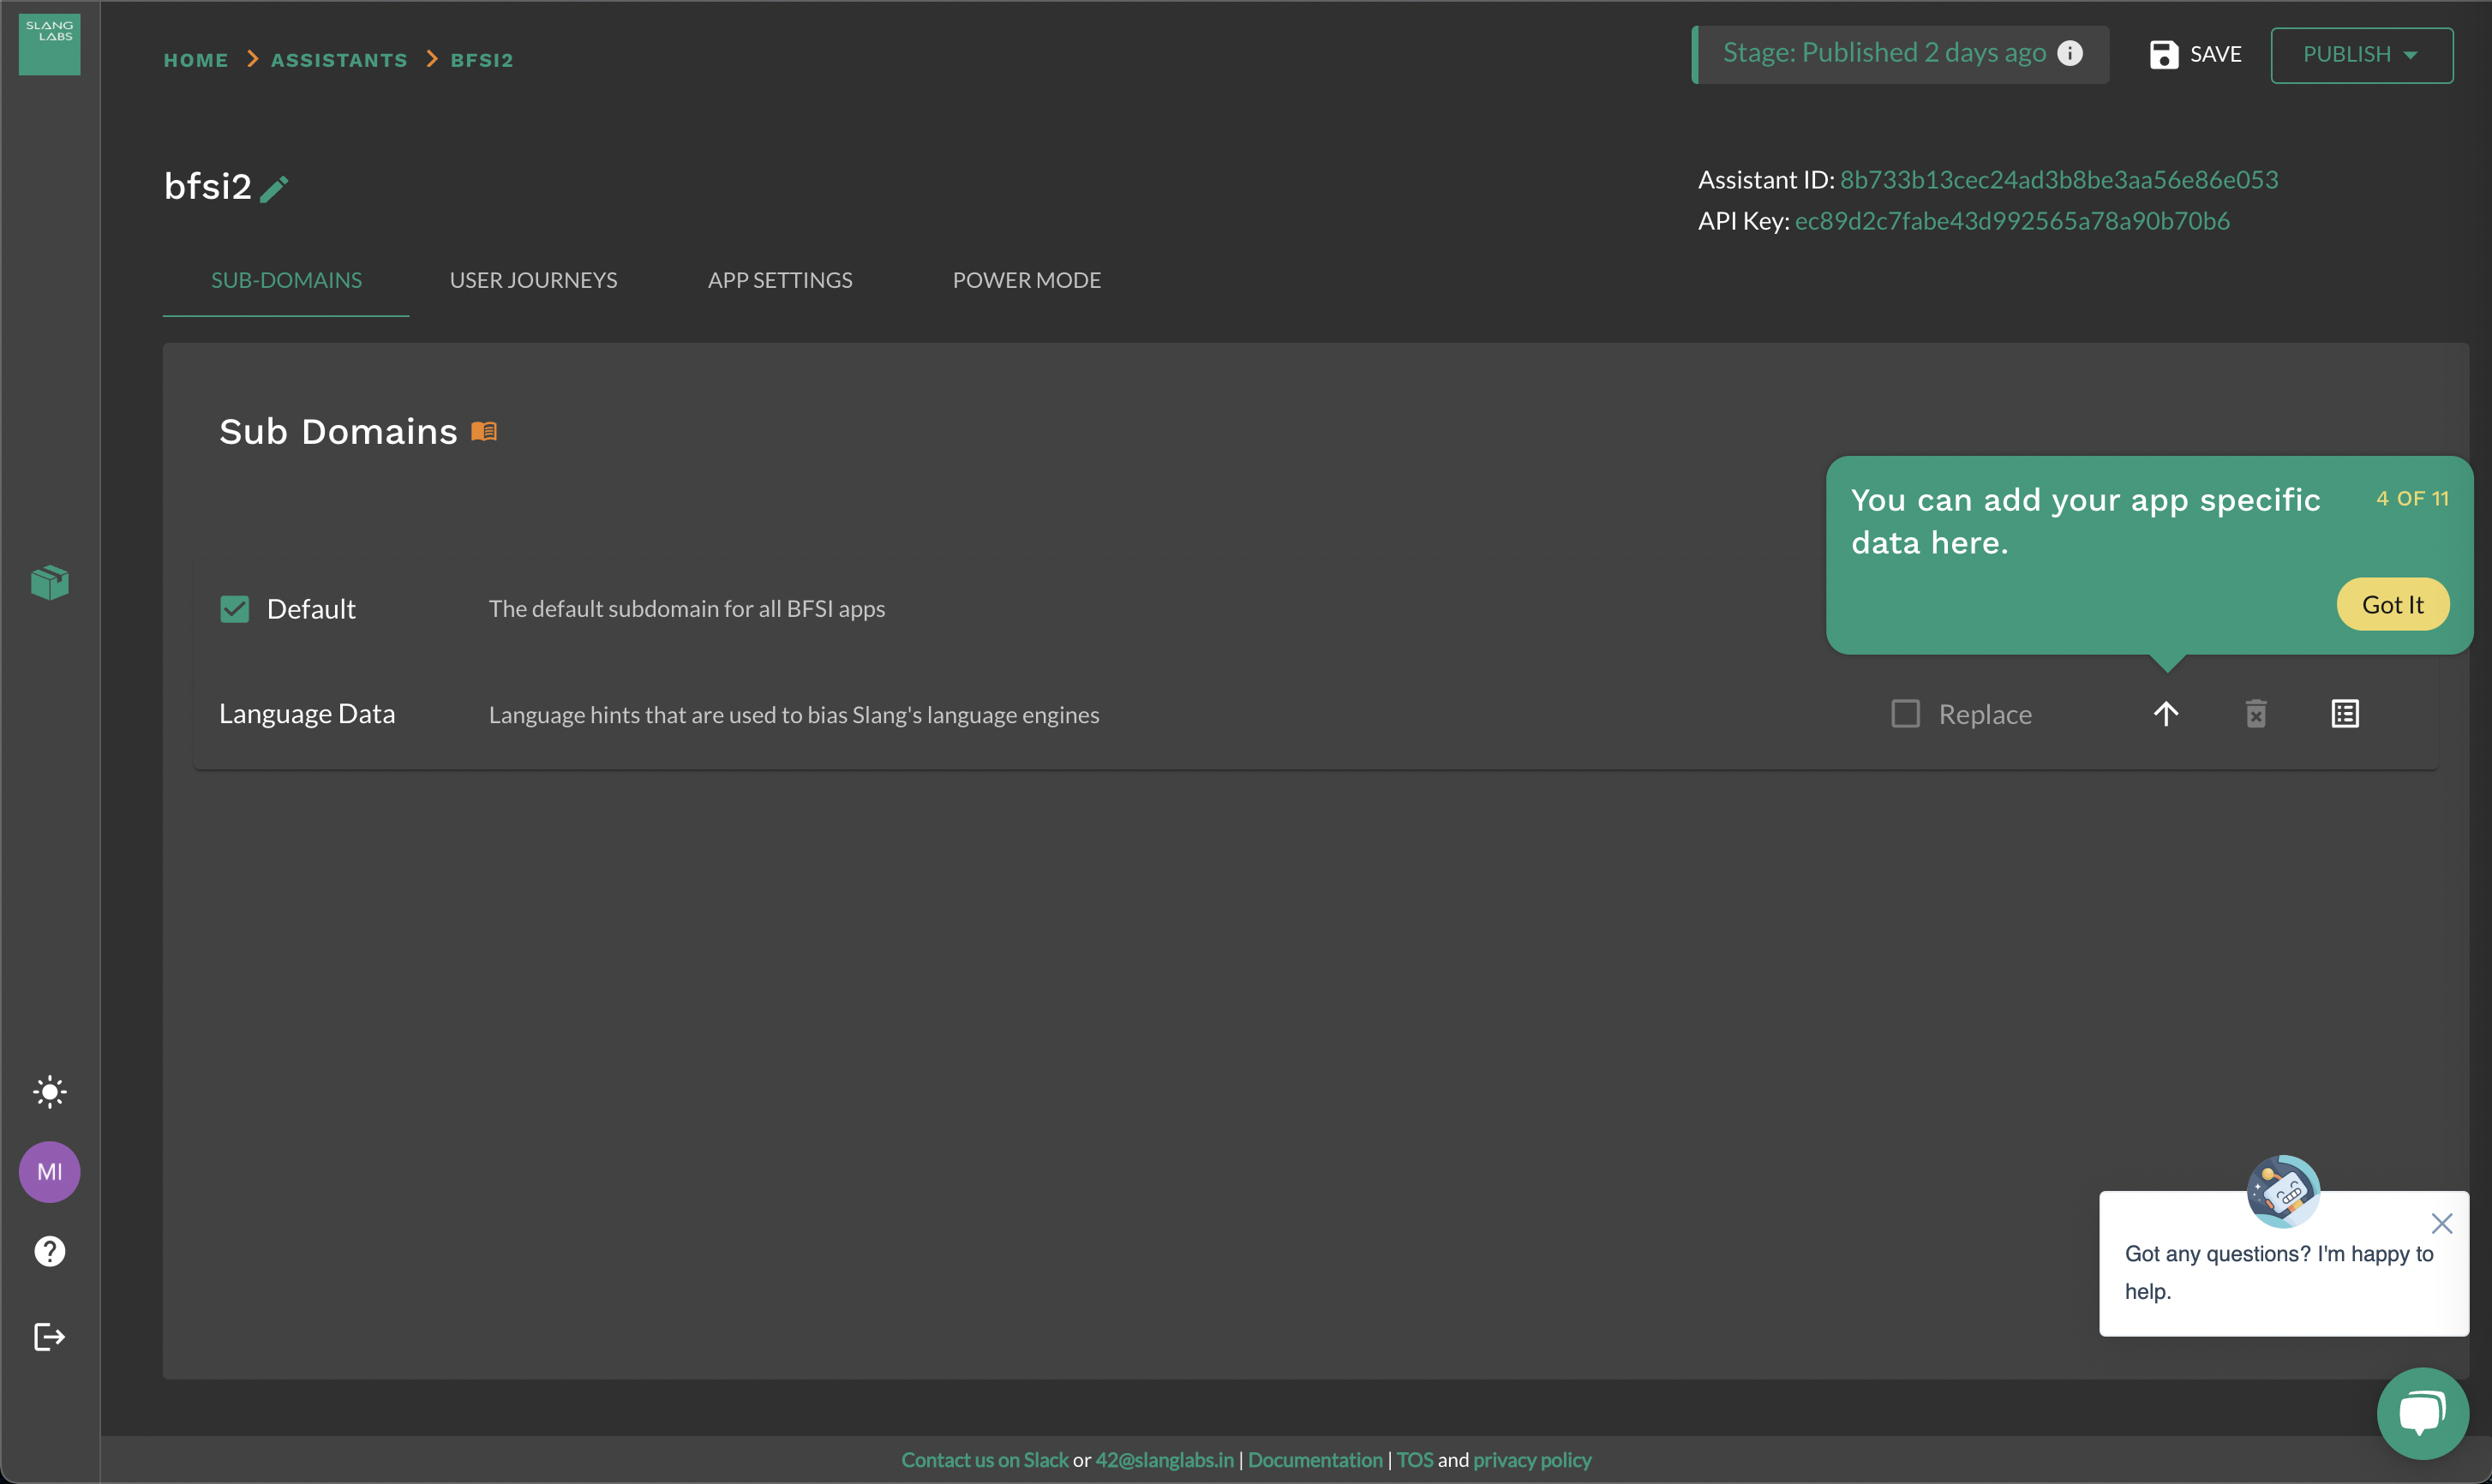 SLANG
LABS
HOME
ASSISTANTS
BFSI2
Stage: Published 2 days ago
SAVE
PUBLISH
bfsi2
Assistant ID: 8b733b13cec24ad3b8be3aa56e86e053
API Key: ec89d2c7fabe43d992565a78a90b70b6
SUB-DOMAINS
USER JOURNEYS
APP SETTINGS
POWER MODE
Sub Domains
You can add your app specific
data here.
4 OF 11
Got It
Default
The default subdomain for all BFSI apps
Language Data
Language hints that are used to bias Slang's language engines
Replace
MI
Got any questions? I'm happy to
help.
Contact us on Slack or 42@slanglabs.in | Documentation | TOS and privacy policy